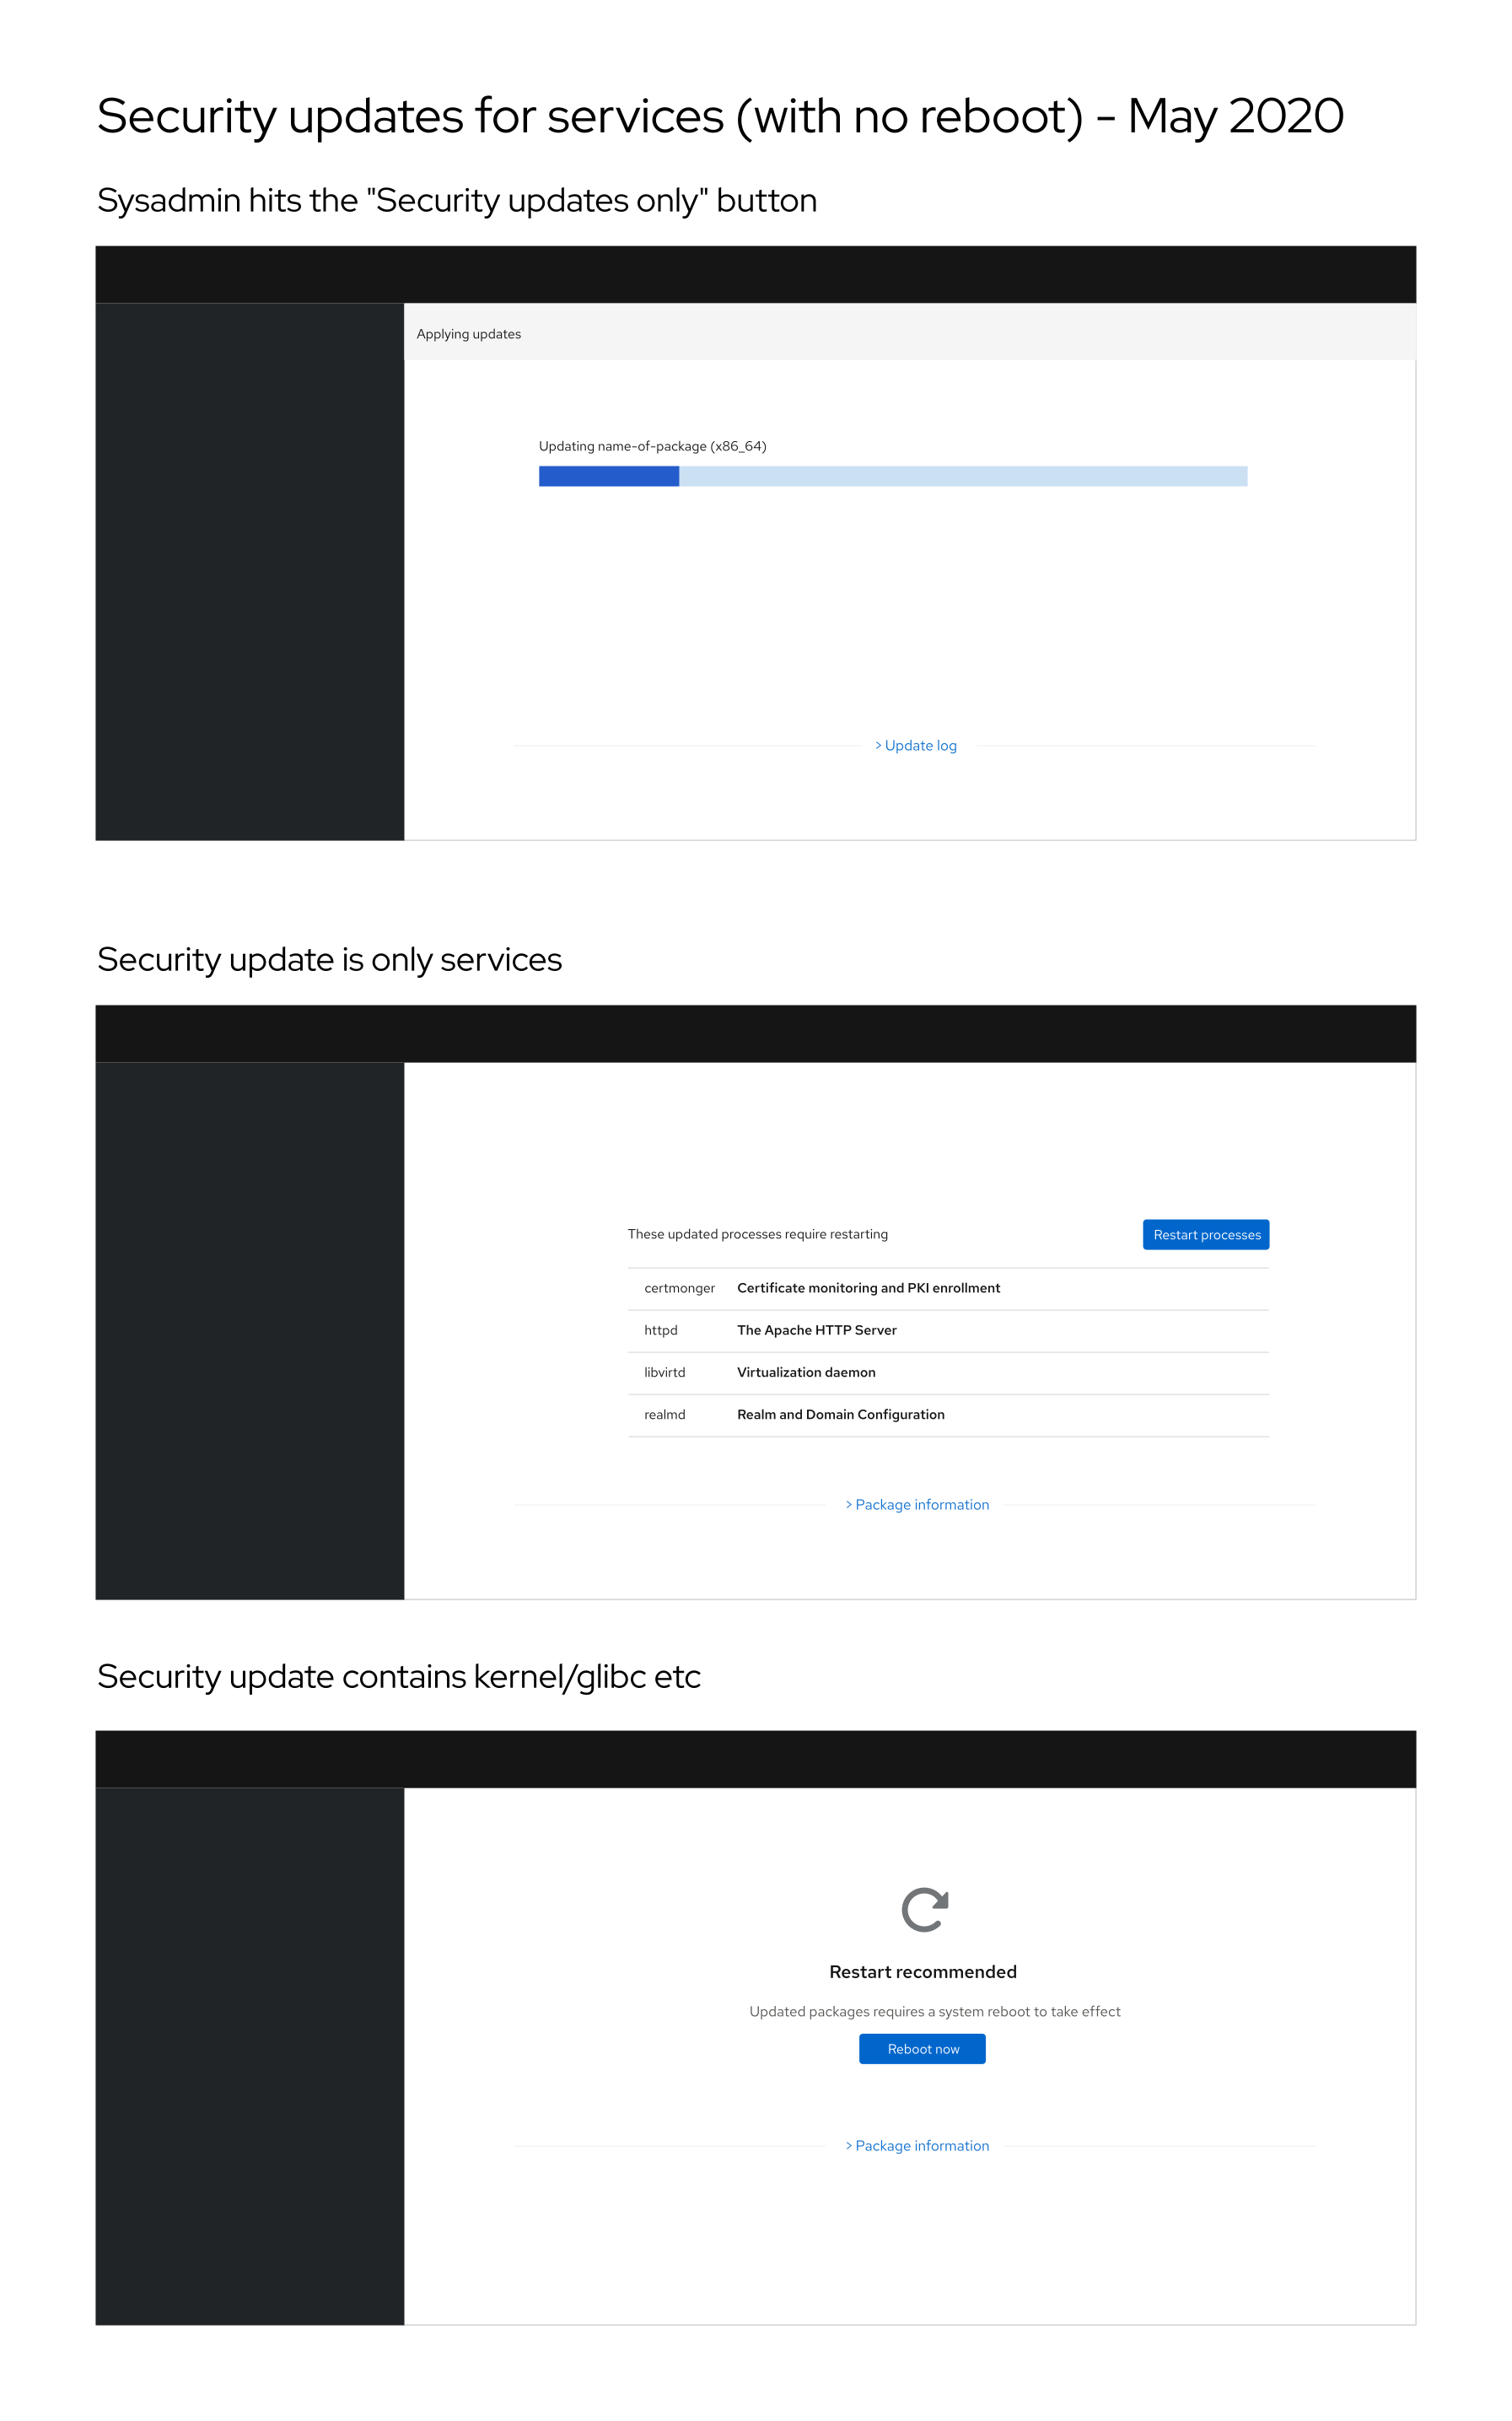 Security updates for services (with no reboot) - May 2020
Sysadmin hits the "Security updates only" button
Applying updates
Updating name-of-package (x86_64)
> Update log
Security update is only services
These updated processes require restarting
Restart processes
certmonger Certificate monitoring and PKI enrollment
httpd The Apache HTTP Server
libvirtd Virtualization daemon
realmd Realm and Domain Configuration
> Package information
Security update contains kernel/glibc etc
Restart recommended
Updated packages requires a system reboot to take effect
Reboot now
> Package information